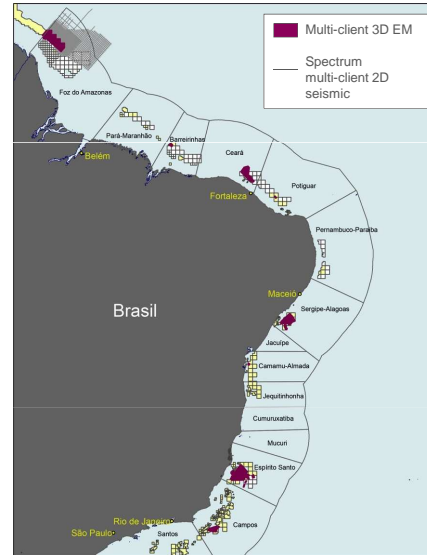 Multi-client 3D EM
Spectrum
multi-client 2D
seismic
Foz do Amazonas
Pará-Maranhão
Barreirinhas
Ceará
Belém
Potiguar
Fortaleza
Pernambuco-Paraíba
Maceió
Sergipe-Alagoas
Brasil
Jacuípe
Camamu-Almada
Jequitinhonha
Cumuruxatiba
Mucuri
Espírito Santo
Rio de Janeiro
Campos
São Paulo
Santos